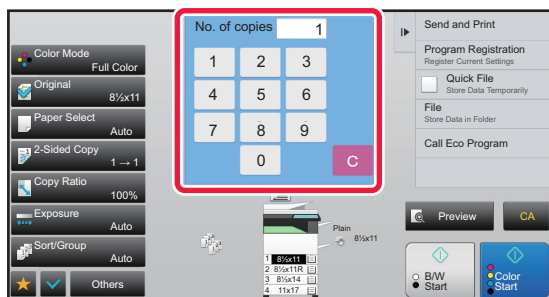 Color Mode
Full Color
Original
8½x11
Paper Select
Auto
2-Sided Copy
1 → 1
Copy Ratio
100%
Exposure
Auto
Sort/Group
Auto
Others
No. of copies 1
1 2 3
4 5 6
7 8 9
0 C
Plain
8½x11
1 8½x11
2 8½x11R
3 8½x14
4 11x17
Send and Print
Program Registration
Register Current Settings
Quick File
Store Data Temporarily
File
Store Data in Folder
Call Eco Program
Preview
CA
B/W
Start
Color
Start